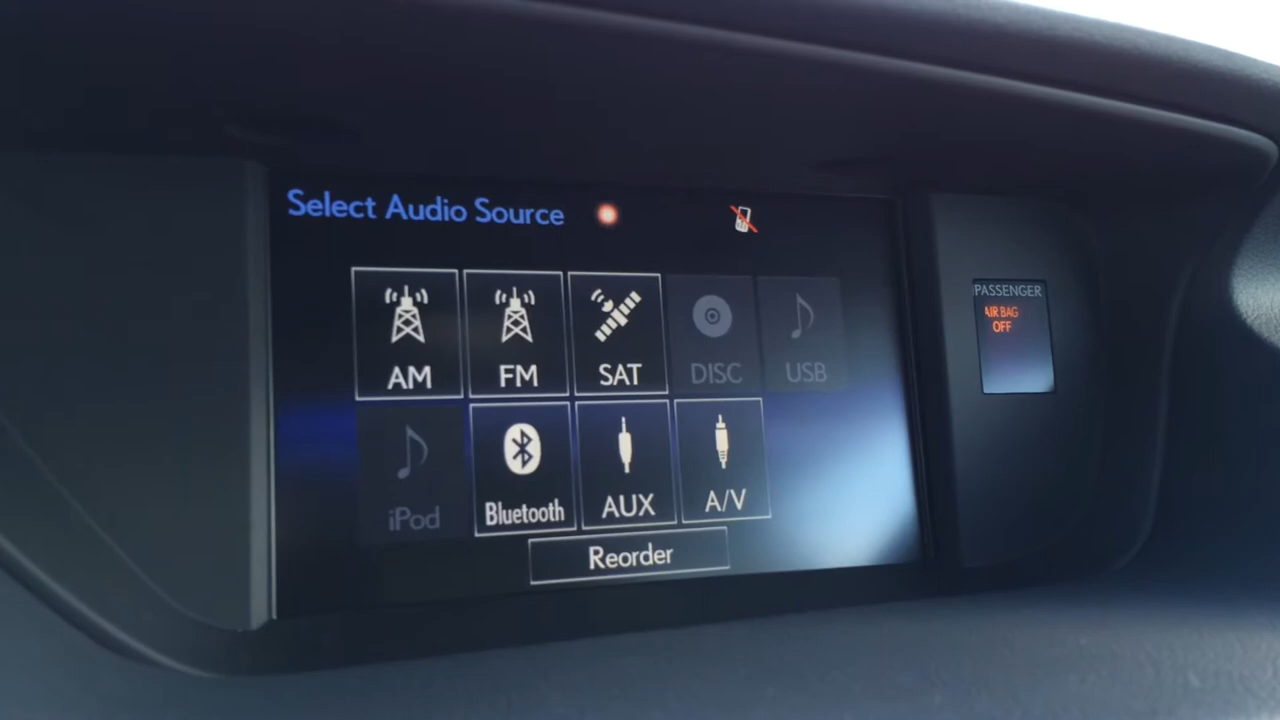 Select Audio Source
AM FM SAT DISC USB
iPod Bluetooth AUX A/V
Reorder
PASSENGER
AIR BAG
OFF